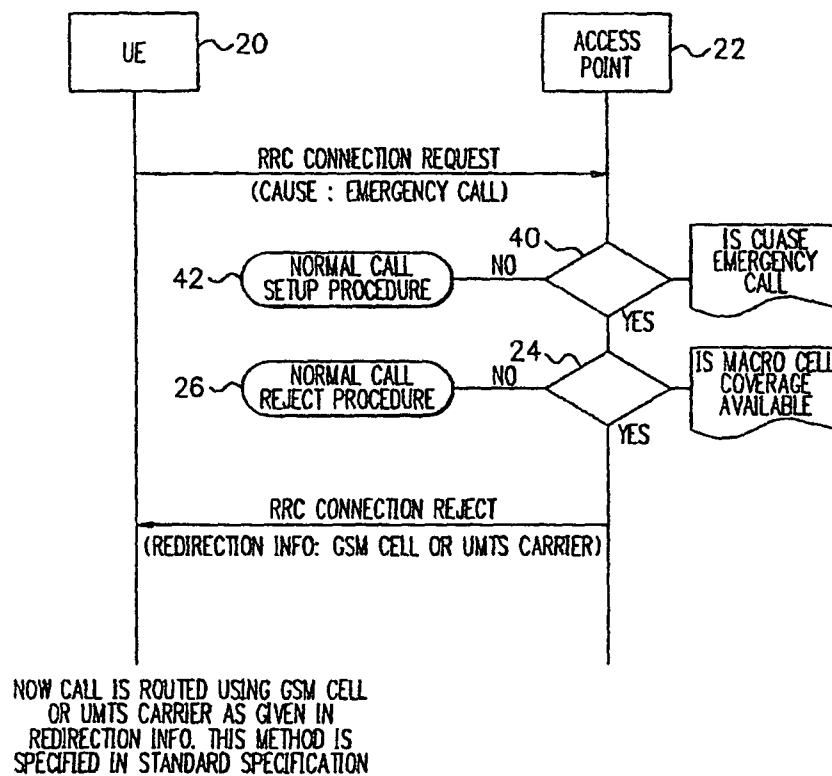 UE
20
ACCESS
POINT
22
RRC CONNECTION REQUEST
(CAUSE : EMERGENCY CALL)
40
IS CUASE
EMERGENCY
CALL
42
NORMAL CALL
SETUP PROCEDURE
NO
YES
24
IS MACRO CELL
COVERAGE
AVAILABLE
26
NORMAL CALL
REJECT PROCEDURE
NO
YES
RRC CONNECTION REJECT
(REDIRECTION INFO: GSM CELL OR UMTS CARRIER)
NOW CALL IS ROUTED USING GSM CELL
OR UMTS CARRIER AS GIVEN IN
REDIRECTION INFO. THIS METHOD IS
SPECIFIED IN STANDARD SPECIFICATION